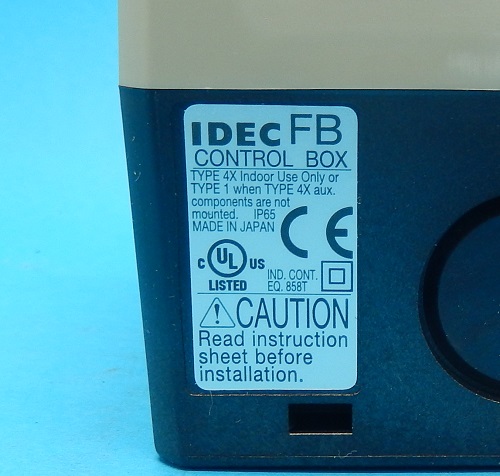 IDEC FB
CONTROL BOX
TYPE 4X Indoor Use Only or
TYPE 1 when TYPE 4X aux.
components are not
mounted. IP65
MADE IN JAPAN
CE
C UL US
LISTED
IND. CONT.
EQ. 858T
CAUTION
Read instruction
sheet before
installation.